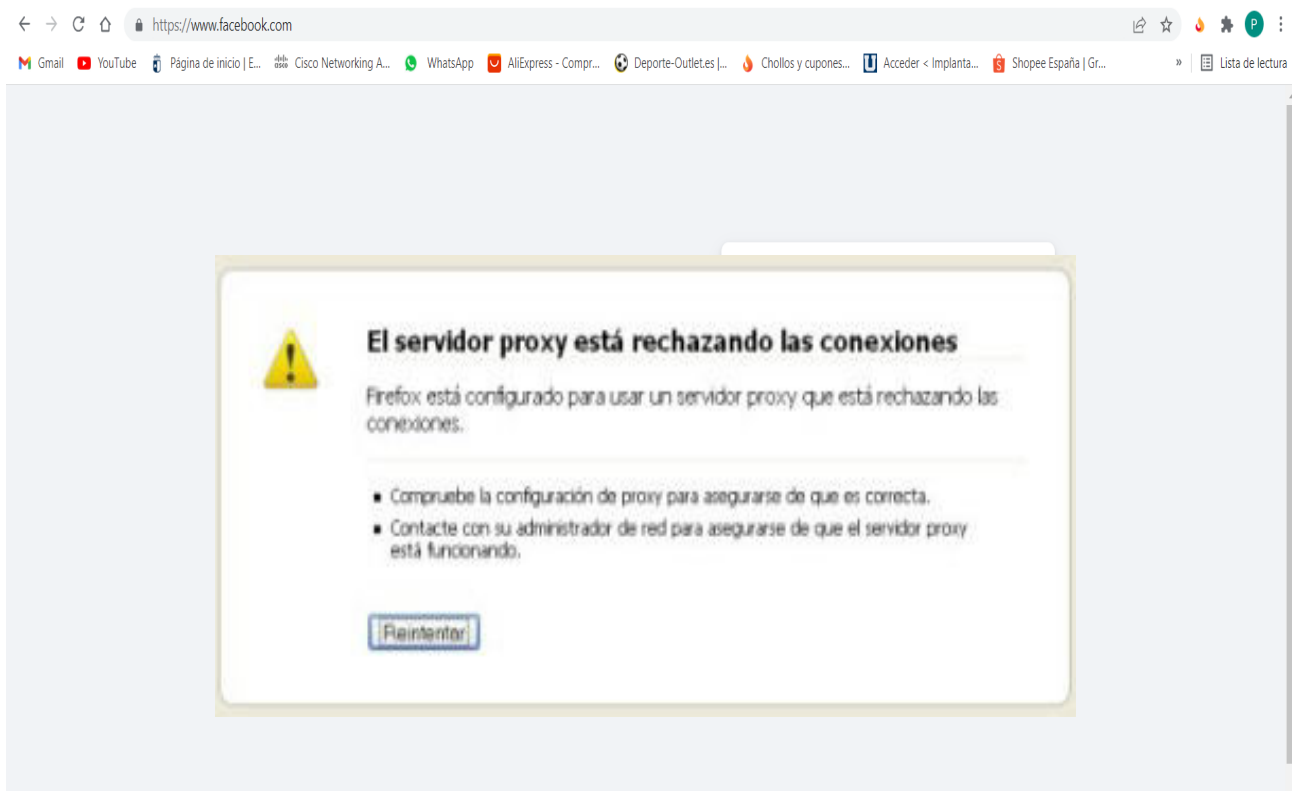 https://www.facebook.com
P
Gmail
YouTube
Página de inicio | E...
Cisco Networking A...
WhatsApp
AliExpress - Compr...
Deporte-Outlet.es |...
Chollos y cupones...
Acceder < Implanta...
Shopee España | Gr...
»
Lista de lectura
El servidor proxy está rechazando las conexiones
Firefox está configurado para usar un servidor proxy que está rechazando las
conexiones.
Compruebe la configuración de proxy para asegurarse de que es correcta.
Contacte con su administrador de red para asegurarse de que el servidor proxy
está funcionando.
Reintentar